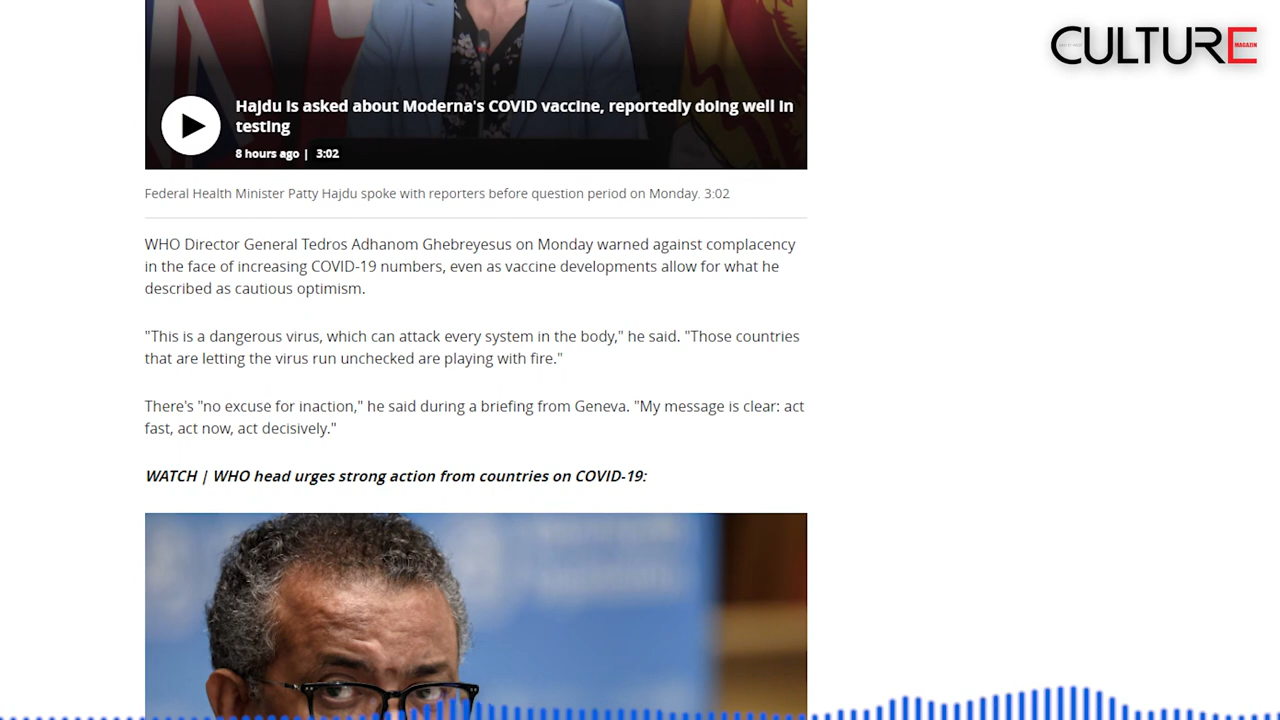 CULTURE
MAGAZIN
Hajdu is asked about Moderna's COVID vaccine, reportedly doing well in
testing
8 hours ago | 3:02
Federal Health Minister Patty Hajdu spoke with reporters before question period on Monday. 3:02
WHO Director General Tedros Adhanom Ghebreyesus on Monday warned against complacency
in the face of increasing COVID-19 numbers, even as vaccine developments allow for what he
described as cautious optimism.
"This is a dangerous virus, which can attack every system in the body," he said. "Those countries
that are letting the virus run unchecked are playing with fire."
There's "no excuse for inaction," he said during a briefing from Geneva. "My message is clear: act
fast, act now, act decisively."
WATCH | WHO head urges strong action from countries on COVID-19: